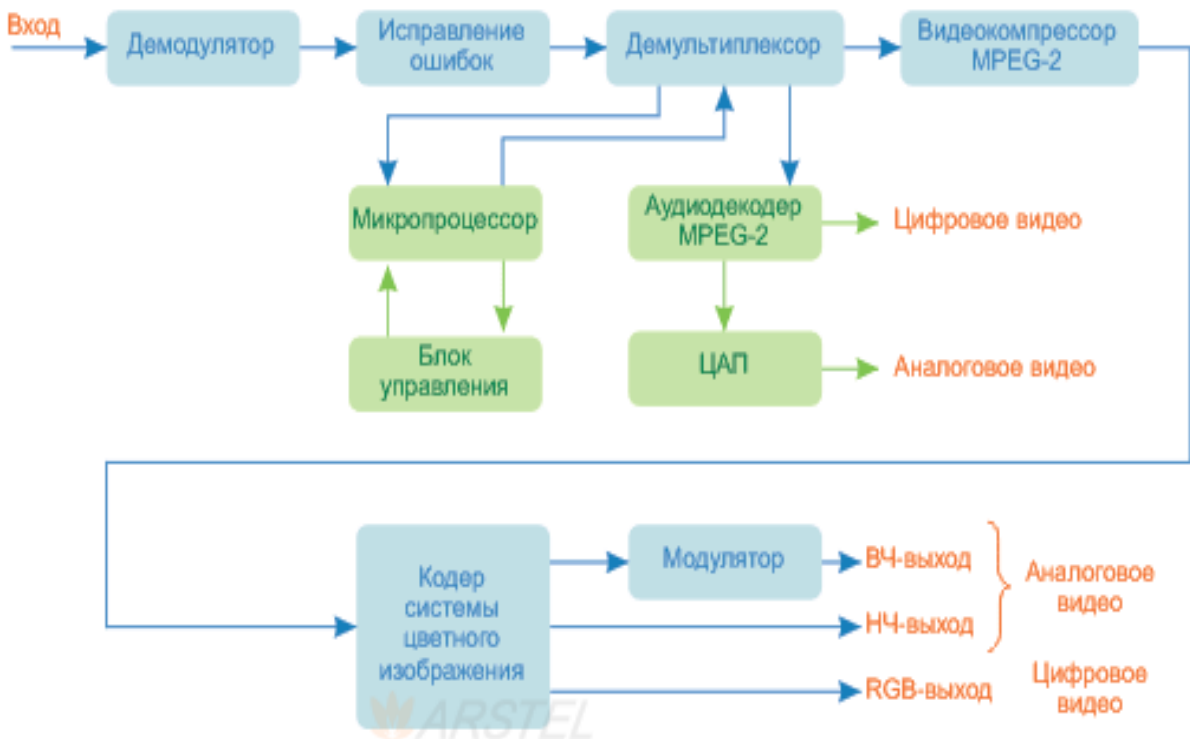 Вход
Демодулятор
Исправление
ошибок
Демультиплексор
Видеокомпрессор
MPEG-2
Микропроцессор
Аудиодекодер
MPEG-2
Цифровое видео
Блок
управления
ЦАП
Аналоговое видео
Кодер
системы
цветного
изображения
Модулятор
ВЧ-выход
НЧ-выход
Аналоговое
видео
RGB-выход
Цифровое
видео
ARSTEL